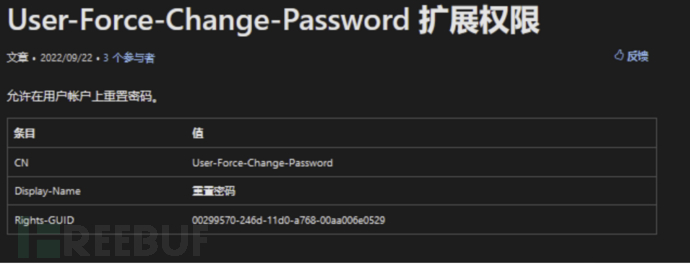 User-Force-Change-Password 扩展权限
文章 • 2022/09/22 • 3 个参与者
反馈
允许在用户帐户上重置密码。
条目 值
CN User-Force-Change-Password
Display-Name 重置密码
Rights-GUID 00299570-246d-11d0-a768-00aa006e0529
FREEBUF